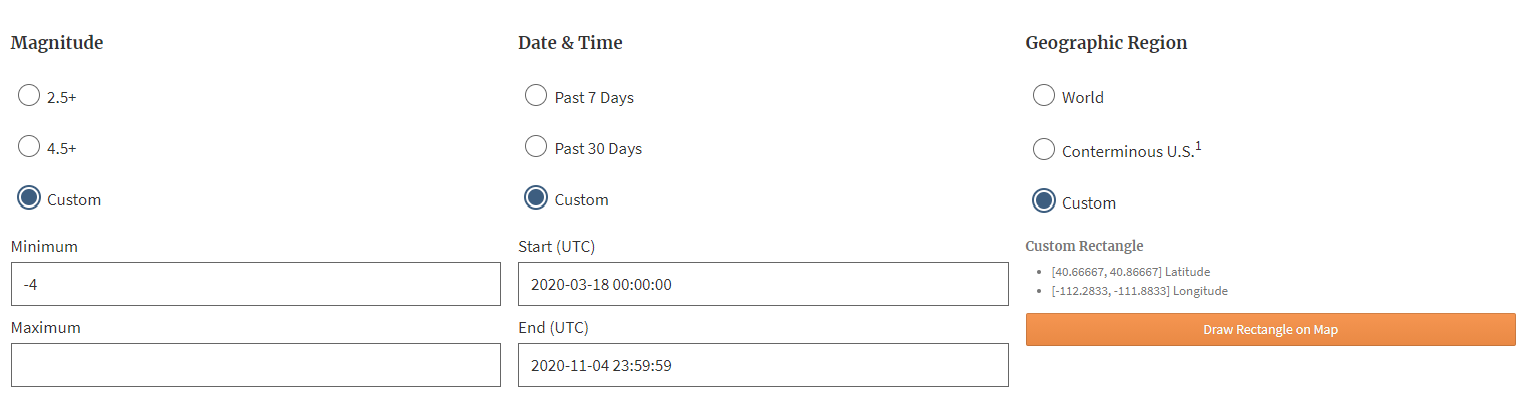 Magnitude
2.5+
4.5+
Custom
Minimum
-4
Maximum
Date & Time
Past 7 Days
Past 30 Days
Custom
Start (UTC)
2020-03-18 00:00:00
End (UTC)
2020-11-04 23:59:59
Geographic Region
World
Conterminous U.S.1
Custom
Custom Rectangle
[40.66667, 40.86667] Latitude
[-112.2833, -111.8833] Longitude
Draw Rectangle on Map